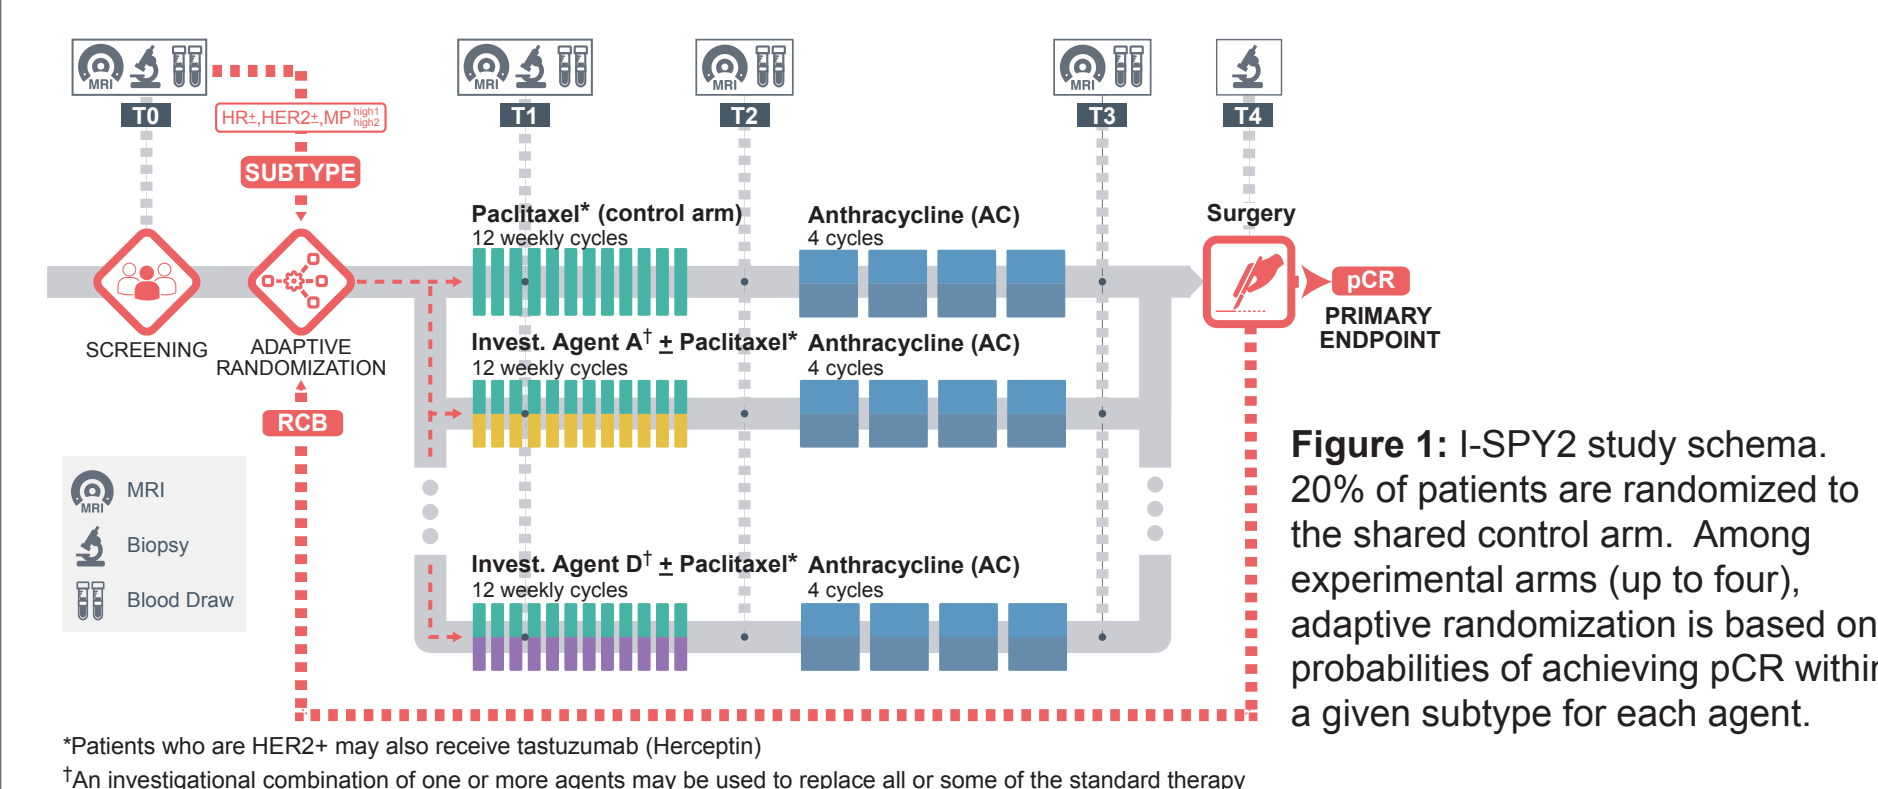 MRI
T0
MRI
T1
MRI
T2
MRI
T3
T4
HR±,HER2±,MP high1 high2
SUBTYPE
SCREENING
ADAPTIVE
RANDOMIZATION
RCB
Paclitaxel* (control arm)
12 weekly cycles
Anthracycline (AC)
4 cycles
Invest. Agent A† ± Paclitaxel*
12 weekly cycles
Anthracycline (AC)
4 cycles
Invest. Agent D† ± Paclitaxel*
12 weekly cycles
Anthracycline (AC)
4 cycles
Surgery
pCR
PRIMARY
ENDPOINT
MRI
MRI
Biopsy
Blood Draw
Figure 1: I-SPY2 study schema.
20% of patients are randomized to
the shared control arm. Among
experimental arms (up to four),
adaptive randomization is based on
probabilities of achieving pCR within
a given subtype for each agent.
*Patients who are HER2+ may also receive tastuzumab (Herceptin)
†An investigational combination of one or more agents may be used to replace all or some of the standard therapy